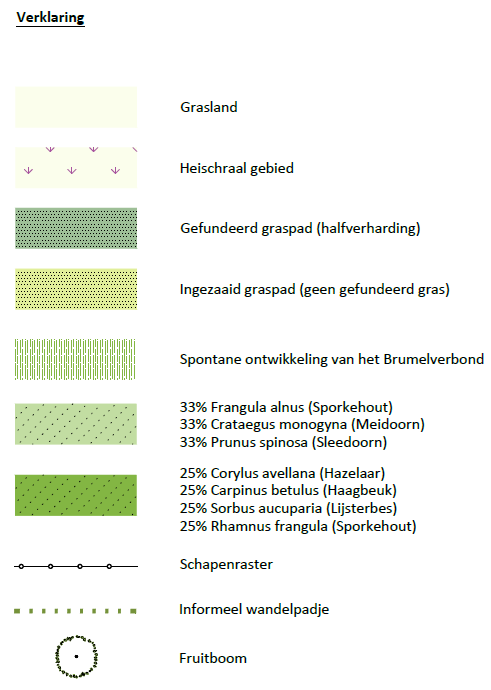 Verklaring
Grasland
Heischraal gebied
Gefundeerd graspad (halfverharding)
Ingezaaid graspad (geen gefundeerd gras)
Spontane ontwikkeling van het Brumelverbond
33% Frangula alnus (Sporkehout)
33% Crataegus monogyna (Meidoorn)
33% Prunus spinosa (Sleedoorn)
25% Corylus avellana (Hazelaar)
25% Carpinus betulus (Haagbeuk)
25% Sorbus aucuparia (Lijsterbes)
25% Rhamnus frangula (Sporkehout)
Schapenraster
Informeel wandelpadje
Fruitboom